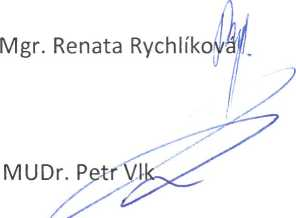 Mgr. Renata Rychlíková
MUDr. Petr Vlk